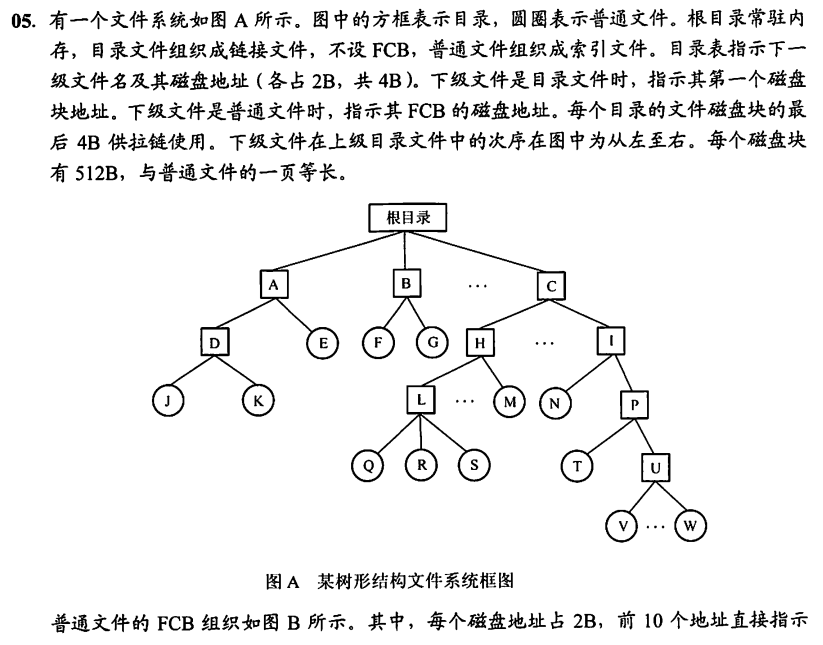 05. 有一个文件系统如图 A 所示。图中的方框表示目录，圆圈表示普通文件。根目录常驻内
存，目录文件组织成链接文件，不设 FCB，普通文件组织成索引文件。目录表指示下一
级文件名及其磁盘地址（各占 2B，共 4B）。下级文件是目录文件时，指示其第一个磁盘
块地址。下级文件是普通文件时，指示其 FCB 的磁盘地址。每个目录的文件磁盘块的最
后 4B 供拉链使用。下级文件在上级目录文件中的次序在图中为从左至右。每个磁盘块
有 512B，与普通文件的一页等长。
根目录
A B … C
D E F G H … I
J K L … M N P
Q R S T U
V … W
图 A 某树形结构文件系统框图
普通文件的 FCB 组织如图 B 所示。其中，每个磁盘地址占 2B，前 10 个地址直接指示